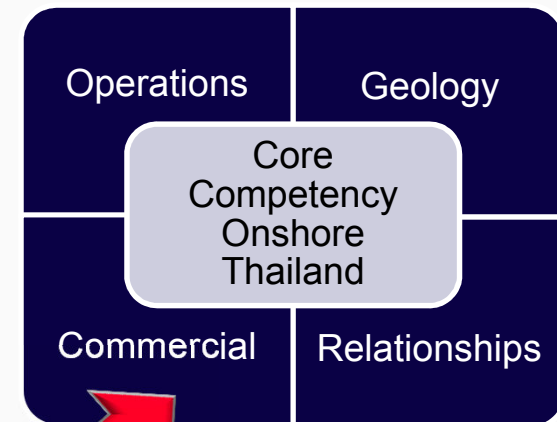 Operations
Geology
Core
Competency
Onshore
Thailand
Commercial
Relationships